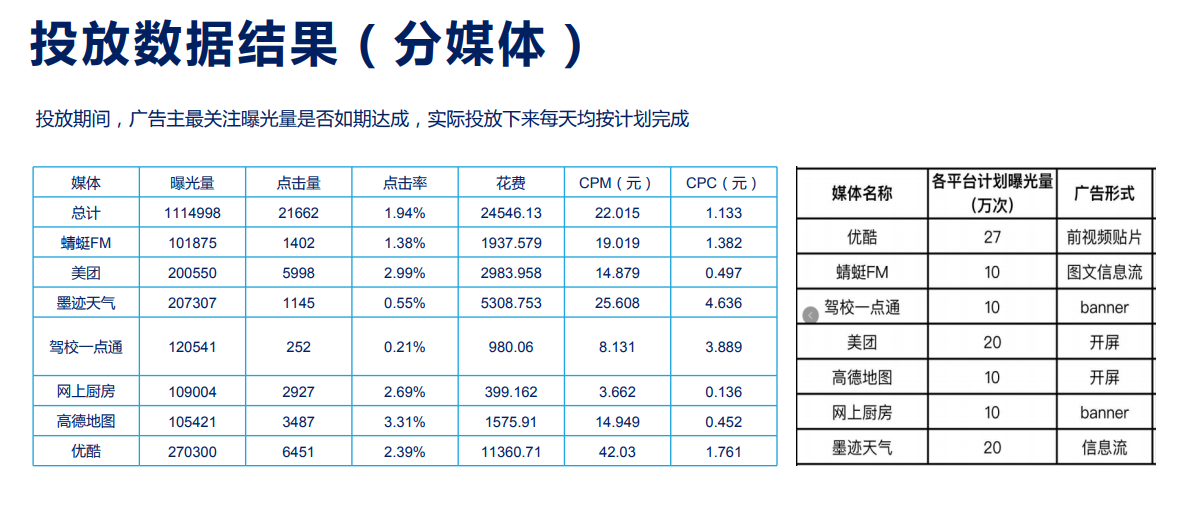 投放数据结果（分媒体）
投放期间，广告主最关注曝光量是否如期达成，实际投放下来每天均按计划完成
媒体 曝光量 点击量 点击率 花费 CPM（元） CPC（元）
总计 1114998 21662 1.94% 24546.13 22.015 1.133
蜻蜓FM 101875 1402 1.38% 1937.579 19.019 1.382
美团 200550 5998 2.99% 2983.958 14.879 0.497
墨迹天气 207307 1145 0.55% 5308.753 25.608 4.636
驾校一点通 120541 252 0.21% 980.06 8.131 3.889
网上厨房 109004 2927 2.69% 399.162 3.662 0.136
高德地图 105421 3487 3.31% 1575.91 14.949 0.452
优酷 270300 6451 2.39% 11360.71 42.03 1.761
媒体名称 各平台计划曝光量 广告形式
(万次)
优酷 27 前视频贴片
蜻蜓FM 10 图文信息流
驾校一点通 10 banner
美团 20 开屏
高德地图 10 开屏
网上厨房 10 banner
墨迹天气 20 信息流